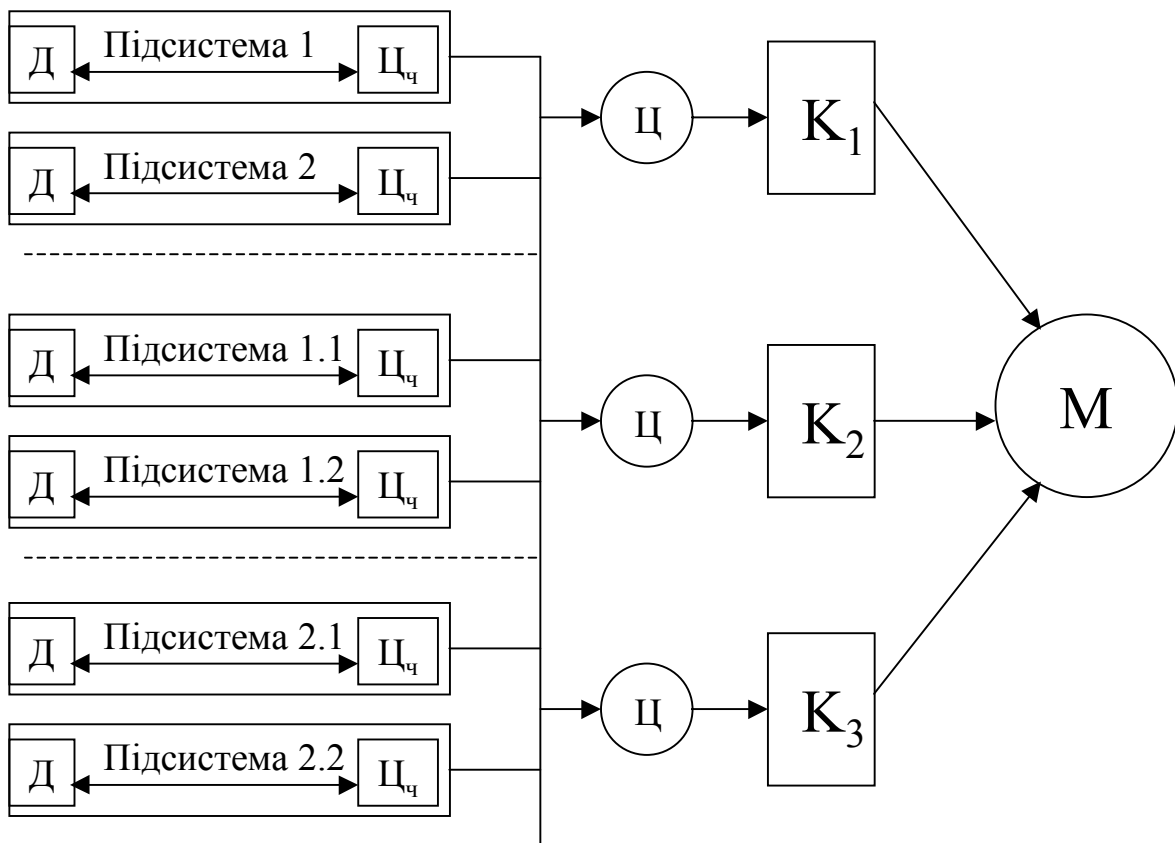 Д Підсистема 1 Цч
Д Підсистема 2 Цч
Ц K1
Д Підсистема 1.1 Цч
Д Підсистема 1.2 Цч
Ц K2
М
Д Підсистема 2.1 Цч
Д Підсистема 2.2 Цч
Ц K3